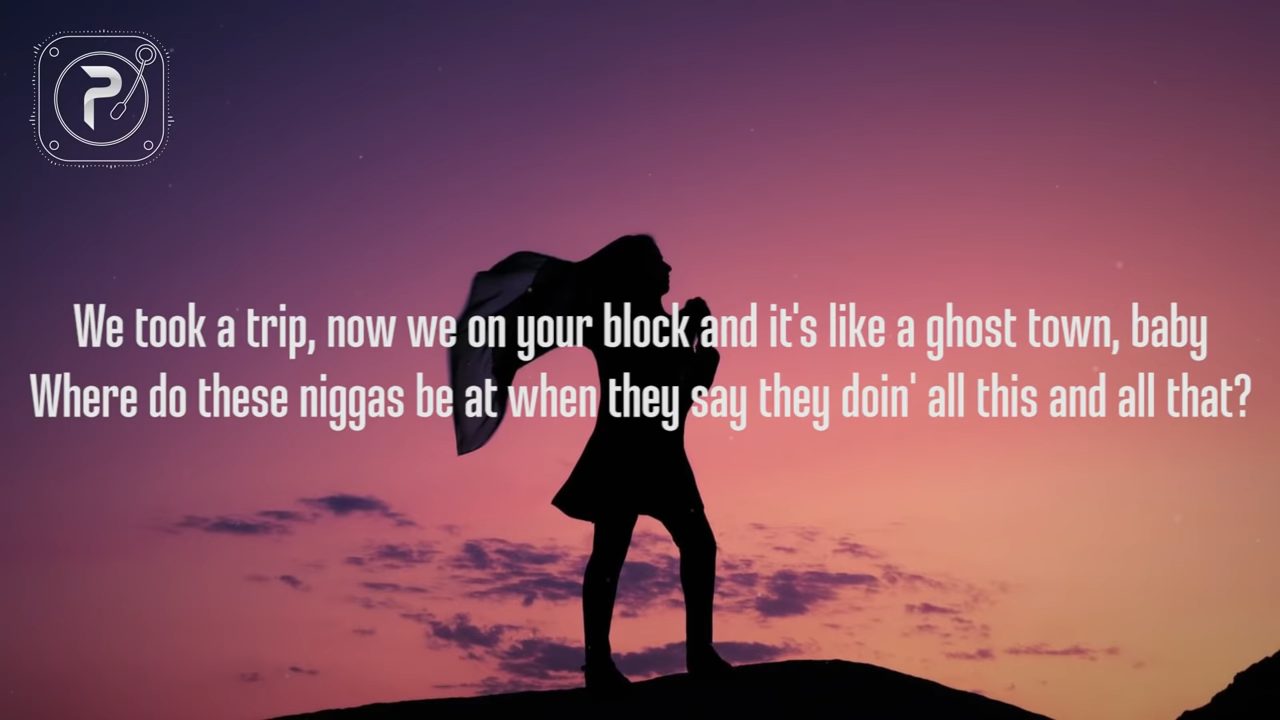 P
We took a trip, now we on your block and it's like a ghost town, baby
Where do these niggas be at when they say they doin' all this and all that?